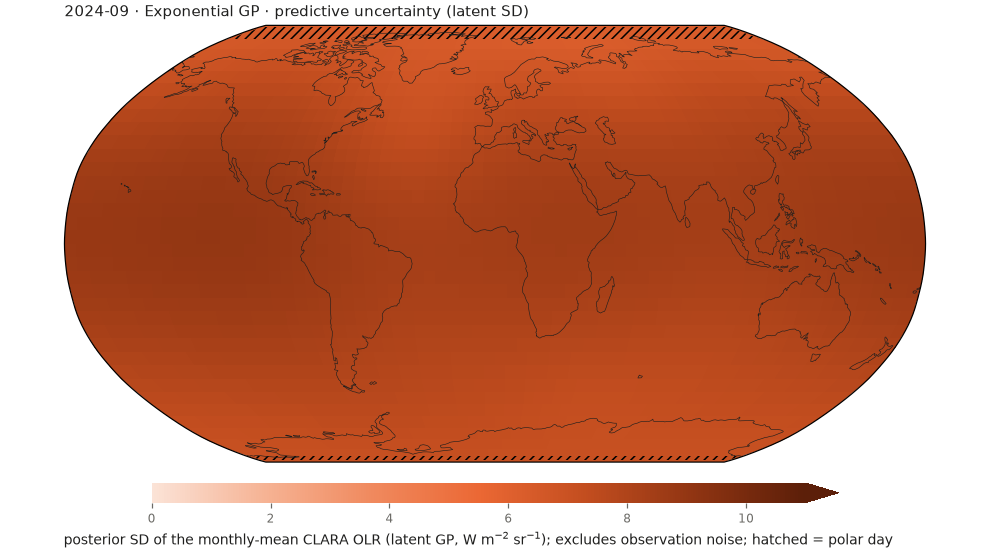 2024-09 · Exponential GP · predictive uncertainty (latent SD)
0 2 4 6 8 10
posterior SD of the monthly-mean CLARA OLR (latent GP, W m⁻² sr⁻¹); excludes observation noise; hatched = polar day